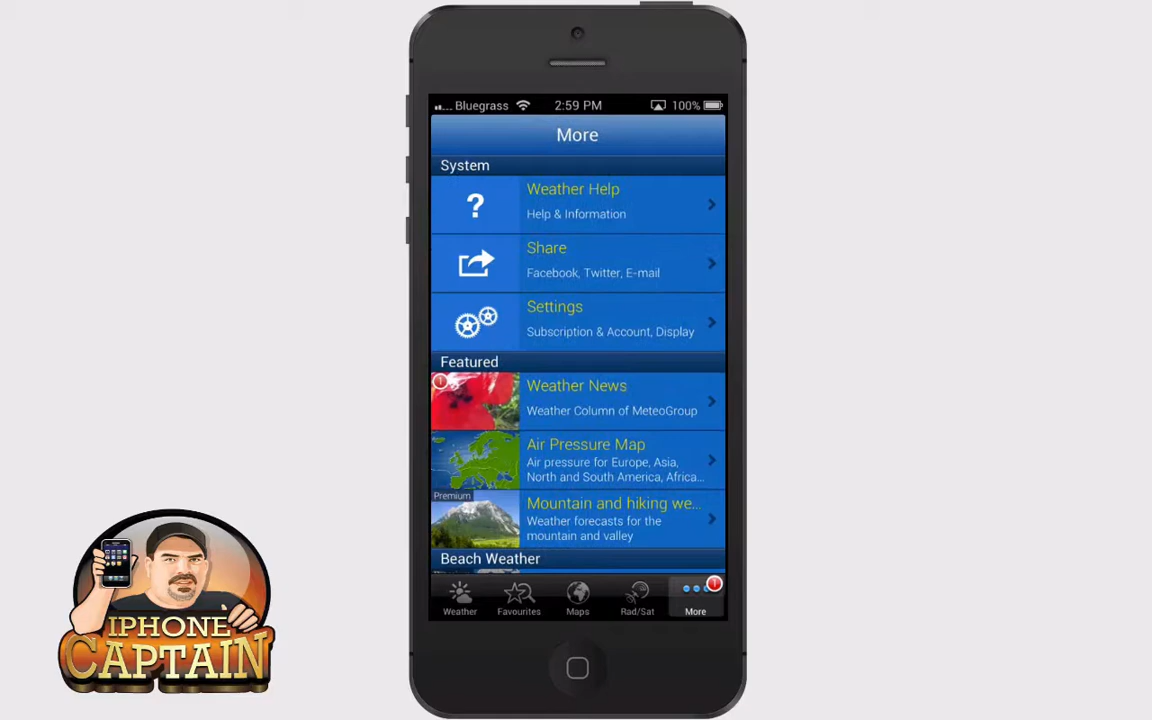 Bluegrass 2:59 PM 100%
More
System
Weather Help
?
Help & Information
Share
Facebook, Twitter, E-mail
Settings
Subscription & Account, Display
Featured
1
Weather News
Weather Column of MeteoGroup
Air Pressure Map
Air pressure for Europe, Asia,
North and South America, Africa...
Premium
Mountain and hiking we...
Weather forecasts for the
mountain and valley
Beach Weather
Weather Favourites Maps Rad/Sat More 1
IPHONE
CAPTAIN